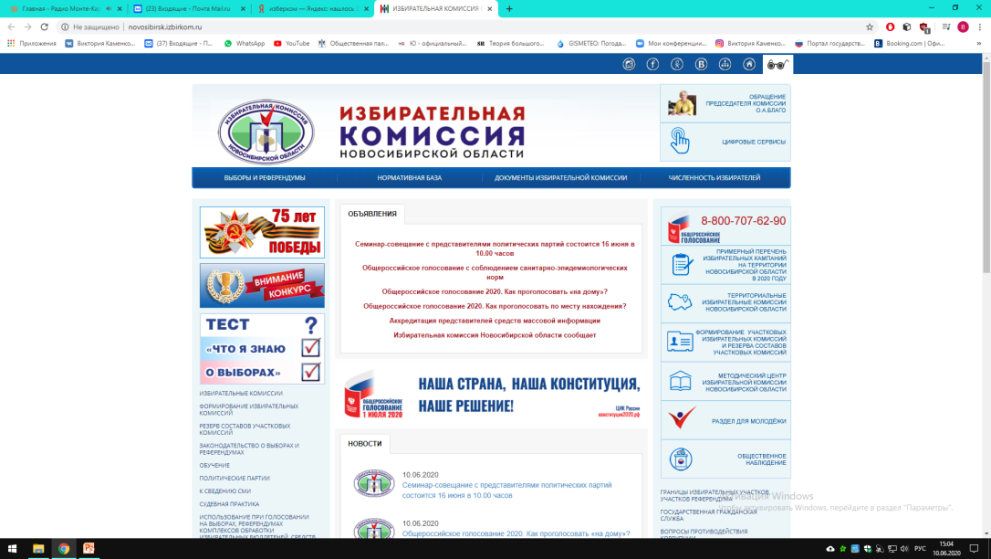 Главная - Радио Монте-Ка
(23) Входящие - Почта Mail.ru
изберком — Яндекс: нашлось
ИЗБИРАТЕЛЬНАЯ КОМИССИЯ
Не защищено | novosibirsk.izbirkom.ru
Приложения
Виктория Каменко...
(37) Входящие - П...
WhatsApp
YouTube
Общественная пал...
Ю - официальный...
Теория большого...
GISMETEO: Погода...
Мои конференции...
Виктория Каменко...
Портал государств...
Booking.com | Офи...
ИЗБИРАТЕЛЬНАЯ
КОМИССИЯ
НОВОСИБИРСКОЙ ОБЛАСТИ
ОБРАЩЕНИЕ
ПРЕДСЕДАТЕЛЯ КОМИССИИ
О.А.БЛАГО
ЦИФРОВЫЕ СЕРВИСЫ
ВЫБОРЫ И РЕФЕРЕНДУМЫ
НОРМАТИВНАЯ БАЗА
ДОКУМЕНТЫ ИЗБИРАТЕЛЬНОЙ КОМИССИИ
ЧИСЛЕННОСТЬ ИЗБИРАТЕЛЕЙ
75 лет
ПОБЕДЫ
ВНИМАНИЕ
КОНКУРС
ТЕСТ ?
«ЧТО Я ЗНАЮ
О ВЫБОРАХ»
ИЗБИРАТЕЛЬНЫЕ КОМИССИИ
ФОРМИРОВАНИЕ ИЗБИРАТЕЛЬНЫХ
КОМИССИЙ
РЕЗЕРВ СОСТАВОВ УЧАСТКОВЫХ
КОМИССИЙ
ЗАКОНОДАТЕЛЬСТВО О ВЫБОРАХ И
РЕФЕРЕНДУМАХ
ОБУЧЕНИЕ
ПОЛИТИЧЕСКИЕ ПАРТИИ
К СВЕДЕНИЮ СМИ
СУДЕБНАЯ ПРАКТИКА
ИСПОЛЬЗОВАНИЕ ПРИ ГОЛОСОВАНИИ
НА ВЫБОРАХ, РЕФЕРЕНДУМАХ
КОМПЛЕКСОВ ОБРАБОТКИ
ИЗБИРАТЕЛЬНЫХ БЮЛЛЕТЕНЕЙ, СРЕДСТВ
ОБЪЯВЛЕНИЯ
Семинар-совещание с представителями политических партий состоится 16 июня в
10.00 часов
Общероссийское голосование с соблюдением санитарно-эпидемиологических
норм
Общероссийское голосование 2020. Как проголосовать «на дому»?
Общероссийское голосование 2020. Как проголосовать по месту нахождения?
Аккредитация представителей средств массовой информации
Избирательная комиссия Новосибирской области сообщает
ОБЩЕРОССИЙСКОЕ
ГОЛОСОВАНИЕ
1 ИЮЛЯ 2020
НАША СТРАНА, НАША КОНСТИТУЦИЯ,
НАШЕ РЕШЕНИЕ!
ЦИК России
конституция2020.рф
НОВОСТИ
10.06.2020
Семинар-совещание с представителями политических партий
состоится 16 июня в 10.00 часов
10.06.2020
Общероссийское голосование 2020. Как проголосовать «на дому»?
8-800-707-62-90
ОБЩЕРОССИЙСКОЕ
ГОЛОСОВАНИЕ
ПРИМЕРНЫЙ ПЕРЕЧЕНЬ
ИЗБИРАТЕЛЬНЫХ КАМПАНИЙ
НА ТЕРРИТОРИИ
НОВОСИБИРСКОЙ ОБЛАСТИ
В 2020 ГОДУ
ТЕРРИТОРИАЛЬНЫЕ
ИЗБИРАТЕЛЬНЫЕ КОМИССИИ
НОВОСИБИРСКОЙ ОБЛАСТИ
ФОРМИРОВАНИЕ УЧАСТКОВЫХ
ИЗБИРАТЕЛЬНЫХ КОМИССИЙ
И РЕЗЕРВА СОСТАВОВ
УЧАСТКОВЫХ КОМИССИЙ
МЕТОДИЧЕСКИЙ ЦЕНТР
ИЗБИРАТЕЛЬНОЙ КОМИССИИ
НОВОСИБИРСКОЙ ОБЛАСТИ
РАЗДЕЛ ДЛЯ МОЛОДЁЖИ
ОБЩЕСТВЕННОЕ
НАБЛЮДЕНИЕ
ГРАНИЦЫ ИЗБИРАТЕЛЬНЫХ УЧАСТКОВ,
УЧАСТКОВ РЕФЕРЕНДУМА
ГОСУДАРСТВЕННАЯ ГРАЖДАНСКАЯ
СЛУЖБА
ВОПРОСЫ ПРОТИВОДЕЙСТВИЯ
Активация Windows
Чтобы активировать Windows, перейдите в раздел "Параметры".
РУС
15:04
10.06.2020